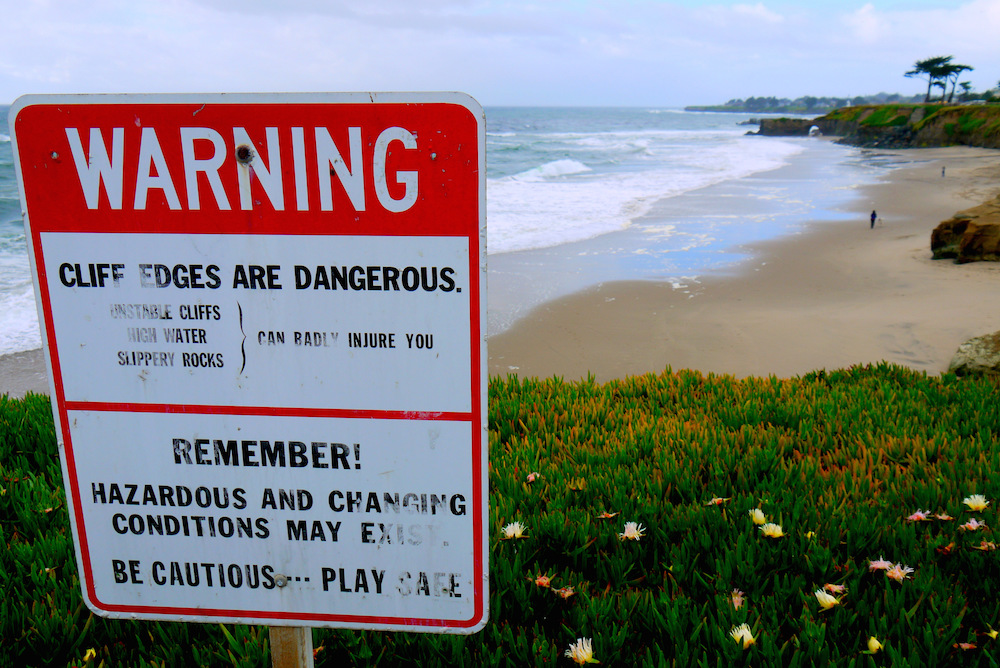 WARNING
CLIFF EDGES ARE DANGEROUS.
UNSTABLE CLIFFS
HIGH WATER
SLIPPERY ROCKS
CAN BADLY INJURE YOU
REMEMBER!
HAZARDOUS AND CHANGING
CONDITIONS MAY EXIST.
BE CAUTIOUS···· PLAY SAFE